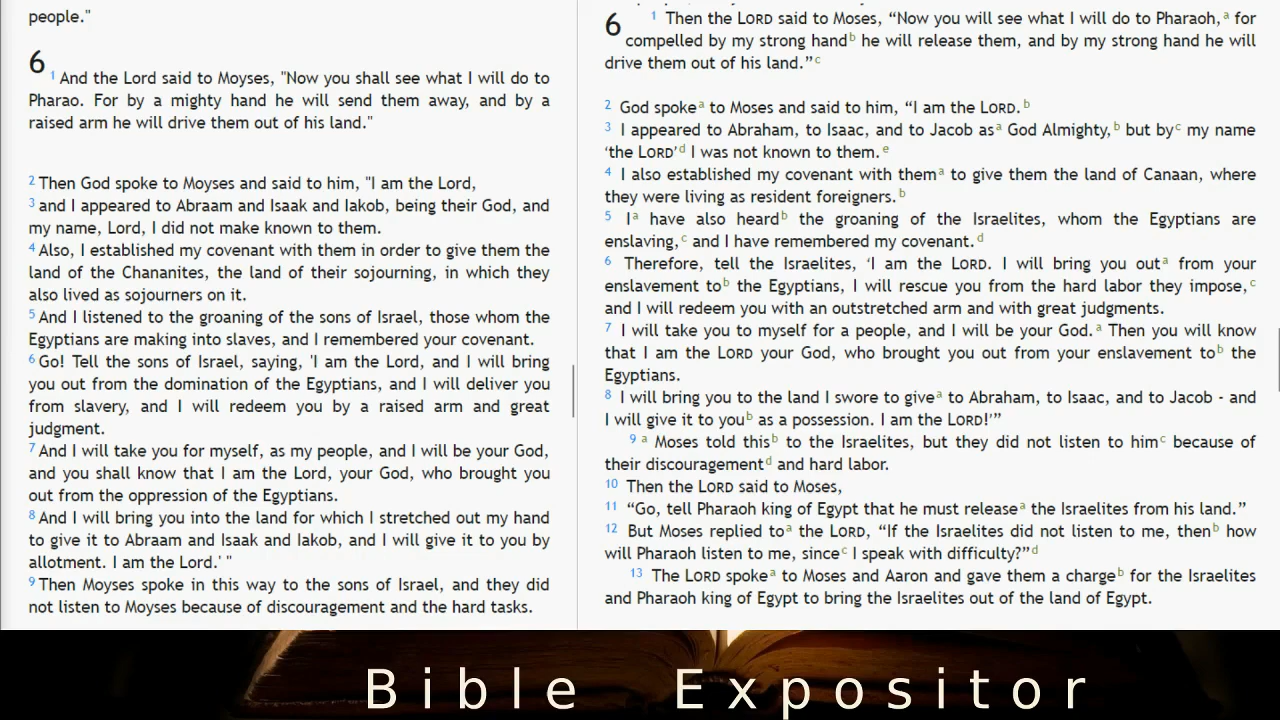 people."
6
1 And the Lord said to Moyses, "Now you shall see what I will do to
Pharao. For by a mighty hand he will send them away, and by a
raised arm he will drive them out of his land."
2 Then God spoke to Moyses and said to him, "I am the Lord,
3 and I appeared to Abraam and Isaak and Iakob, being their God, and
my name, Lord, I did not make known to them.
4 Also, I established my covenant with them in order to give them the
land of the Chananites, the land of their sojourning, in which they
also lived as sojourners on it.
5 And I listened to the groaning of the sons of Israel, those whom the
Egyptians are making into slaves, and I remembered your covenant.
6 Go! Tell the sons of Israel, saying, 'I am the Lord, and I will bring
you out from the domination of the Egyptians, and I will deliver you
from slavery, and I will redeem you by a raised arm and great
judgment.
7 And I will take you for myself, as my people, and I will be your God,
and you shall know that I am the Lord, your God, who brought you
out from the oppression of the Egyptians.
8 And I will bring you into the land for which I stretched out my hand
to give it to Abraam and Isaak and Iakob, and I will give it to you by
allotment. I am the Lord.' "
9 Then Moyses spoke in this way to the sons of Israel, and they did
not listen to Moyses because of discouragement and the hard tasks.
6
1 Then the LORD said to Moses, “Now you will see what I will do to Pharaoh,a for
compelled by my strong handb he will release them, and by my strong hand he will
drive them out of his land.”c
2 God spokea to Moses and said to him, “I am the LORD.b
3 I appeared to Abraham, to Isaac, and to Jacob asa God Almighty,b but byc my name
‘the LORD’d I was not known to them.e
4 I also established my covenant with thema to give them the land of Canaan, where
they were living as resident foreigners.b
5 Ia have also heardb the groaning of the Israelites, whom the Egyptians are
enslaving,c and I have remembered my covenant.d
6 Therefore, tell the Israelites, ‘I am the LORD. I will bring you outa from your
enslavement tob the Egyptians, I will rescue you from the hard labor they impose,c
and I will redeem you with an outstretched arm and with great judgments.
7 I will take you to myself for a people, and I will be your God.a Then you will know
that I am the LORD your God, who brought you out from your enslavement tob the
Egyptians.
8 I will bring you to the land I swore to givea to Abraham, to Isaac, and to Jacob - and
I will give it to youb as a possession. I am the LORD!’”
9 a Moses told thisb to the Israelites, but they did not listen to himc because of
their discouragementd and hard labor.
10 Then the LORD said to Moses,
11 “Go, tell Pharaoh king of Egypt that he must releasea the Israelites from his land.”
12 But Moses replied toa the LORD, “If the Israelites did not listen to me, thenb how
will Pharaoh listen to me, sincec I speak with difficulty?”d
13 The LORD spokea to Moses and Aaron and gave them a chargeb for the Israelites
and Pharaoh king of Egypt to bring the Israelites out of the land of Egypt.
Bible Expositor